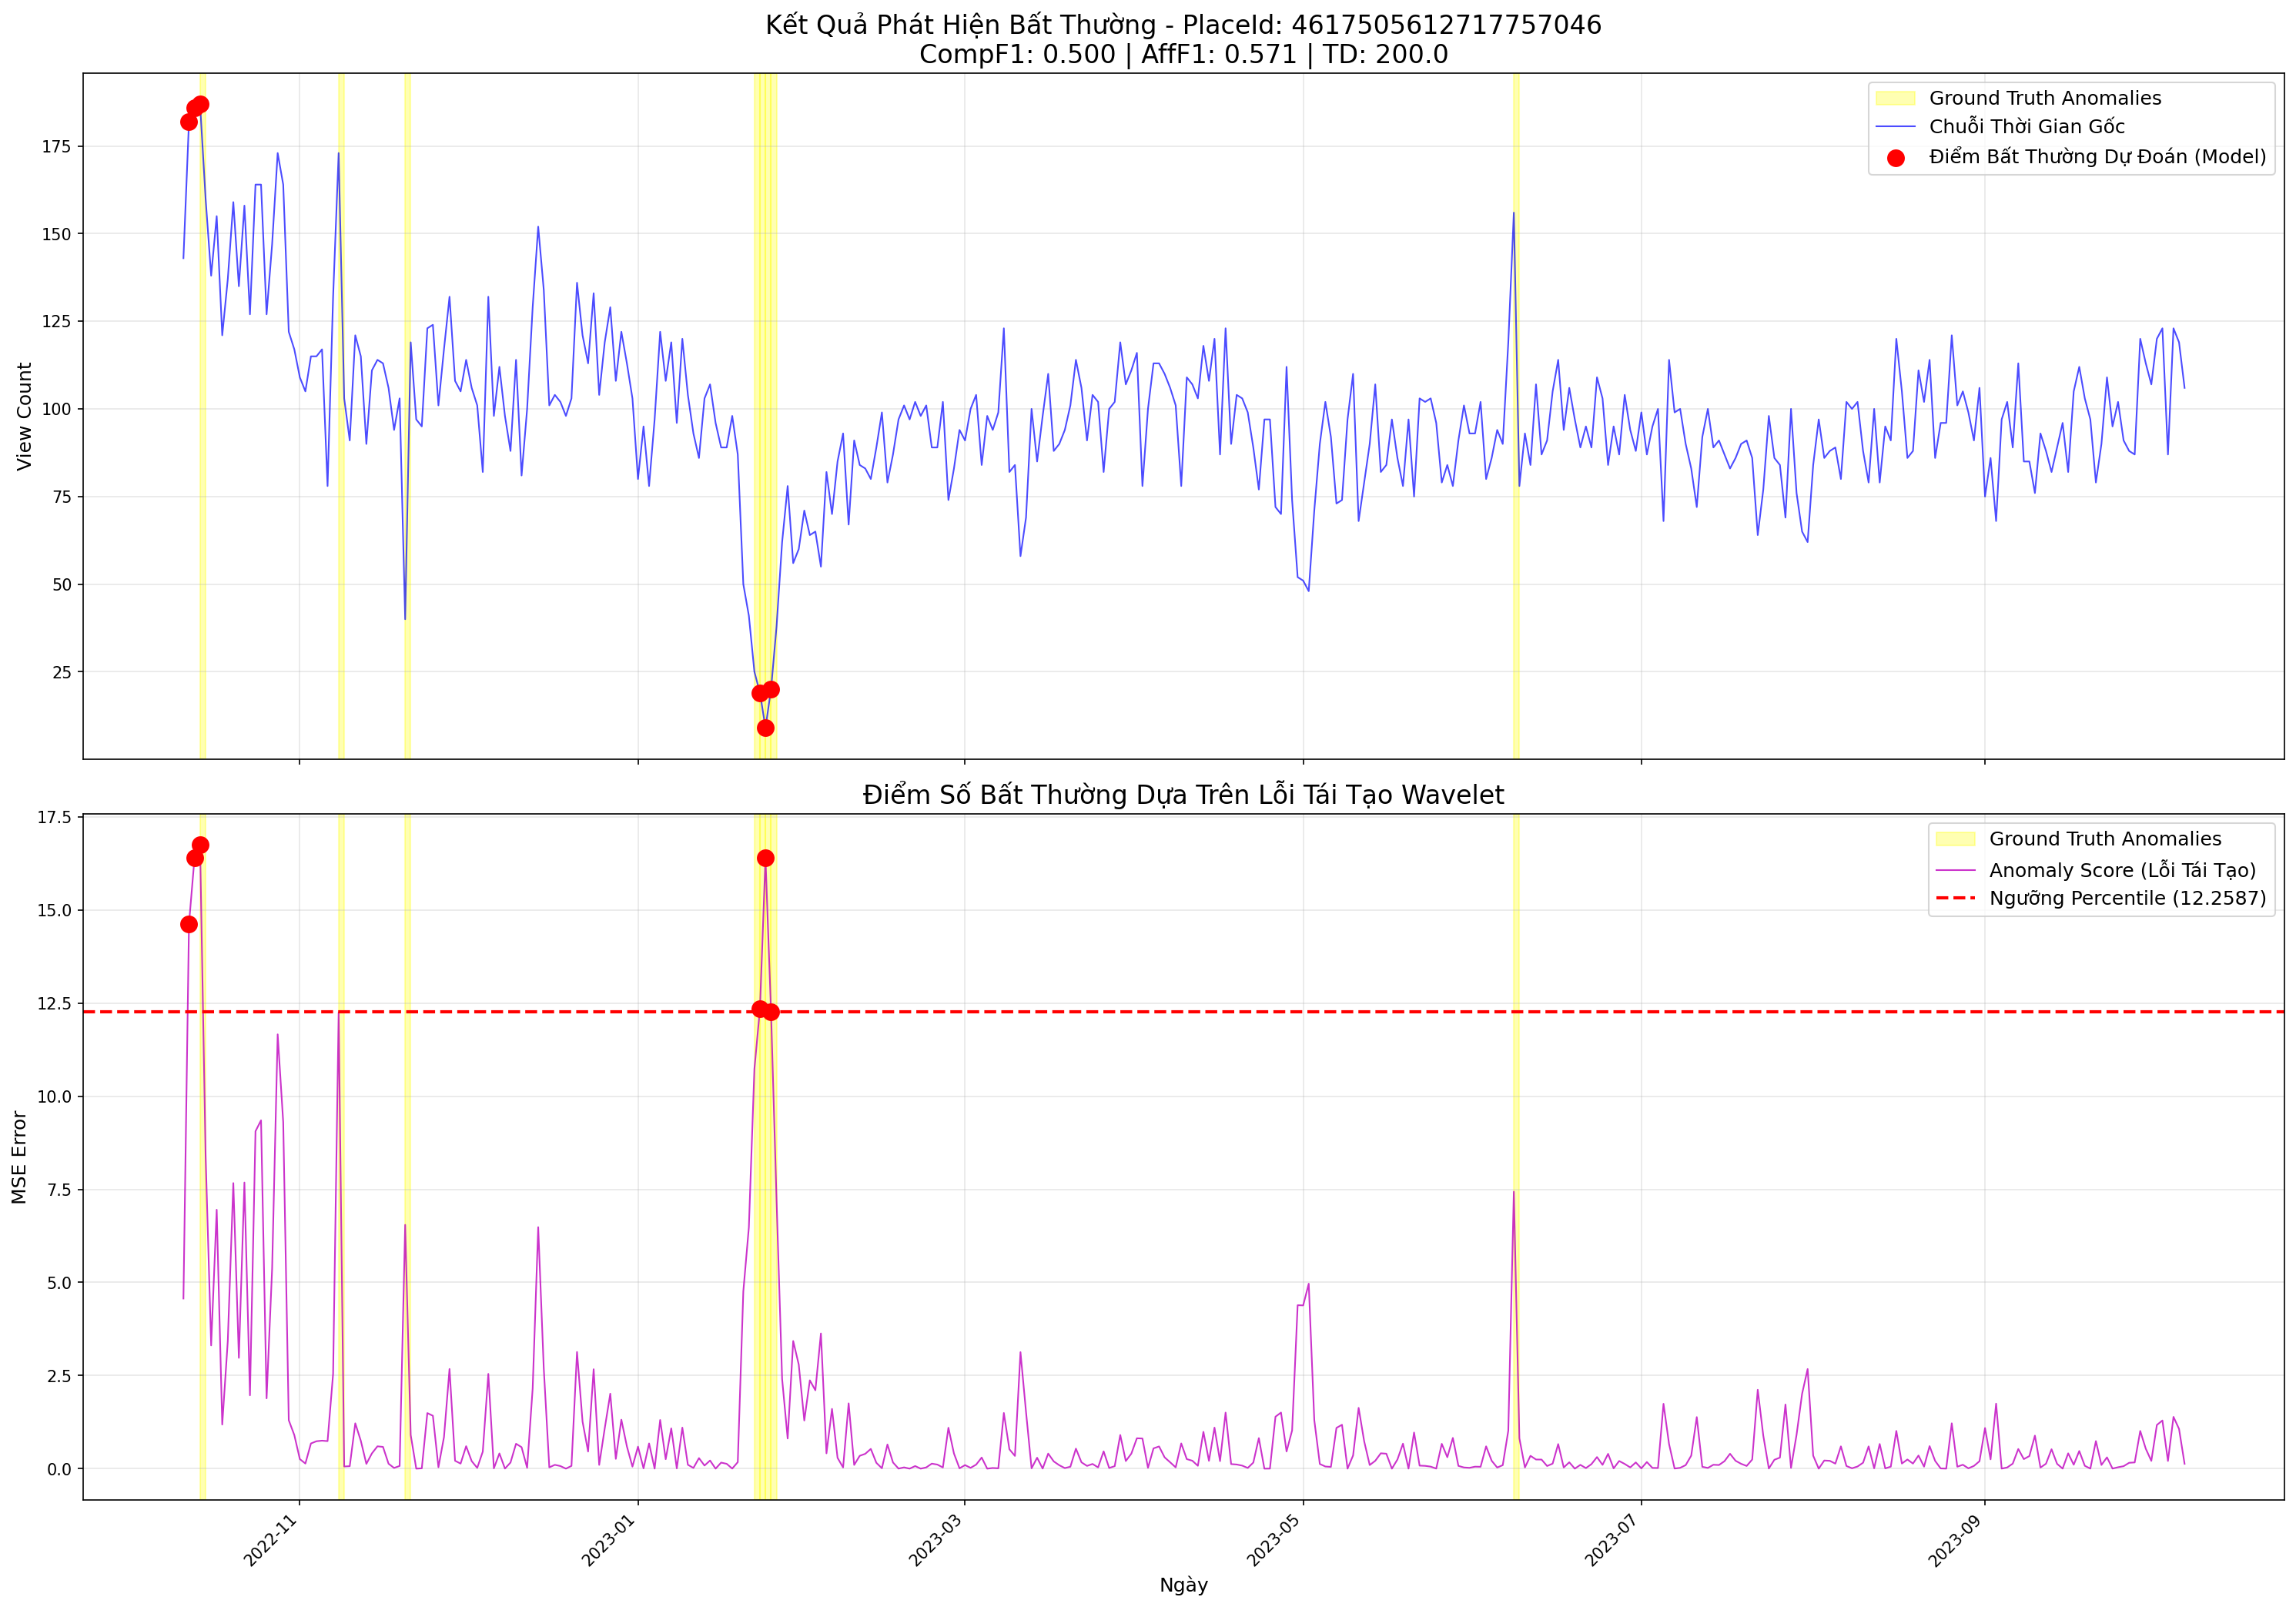 Kết Quả Phát Hiện Bất Thường - PlaceId: 4617505612717757046
CompF1: 0.500 | AffF1: 0.571 | TD: 200.0
Ground Truth Anomalies
Chuỗi Thời Gian Gốc
Điểm Bất Thường Dự Đoán (Model)
View Count
175
150
125
100
75
50
25
Điểm Số Bất Thường Dựa Trên Lỗi Tái Tạo Wavelet
Ground Truth Anomalies
Anomaly Score (Lỗi Tái Tạo)
Ngưỡng Percentile (12.2587)
MSE Error
17.5
15.0
12.5
10.0
7.5
5.0
2.5
0.0
2022-11
2023-01
2023-03
2023-05
2023-07
2023-09
Ngày